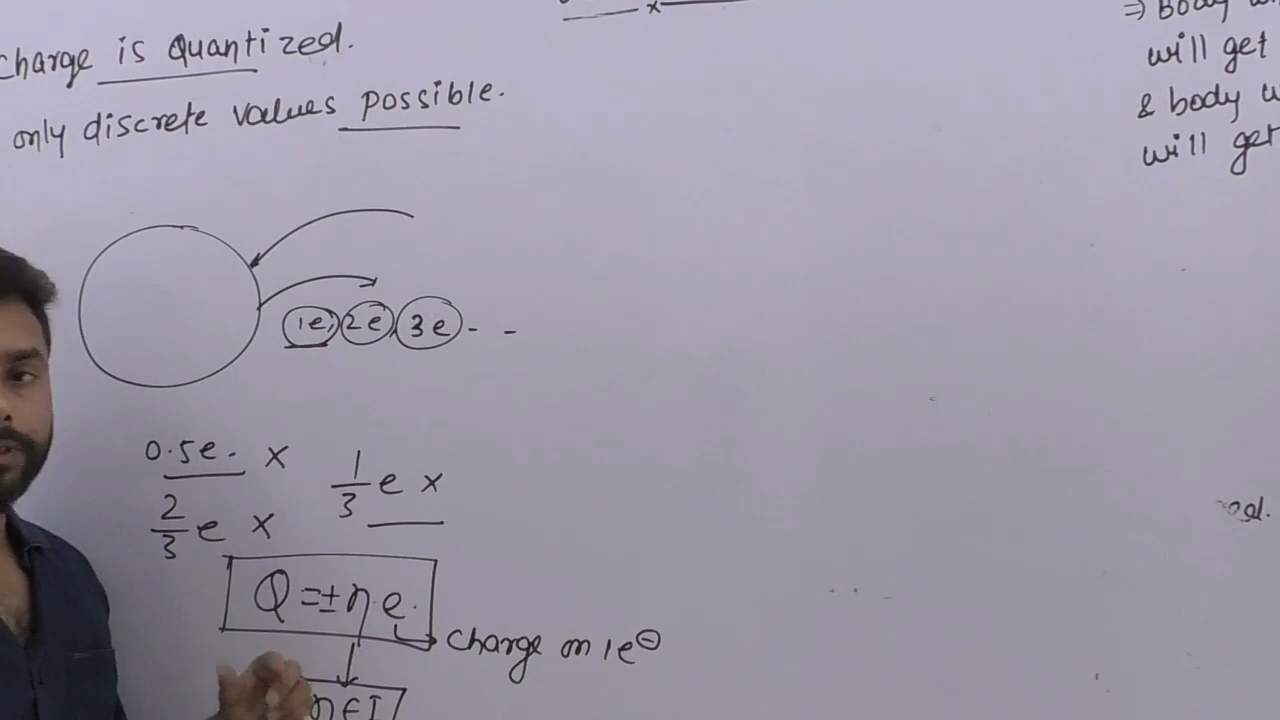 charge is Quantized.
only discrete values possible.
⇒ Body
will get
& body
will get
1e, 2e, 3e - -
0.5e. × 1/3 e ×
2/3 e ×
Q = ± n e.
charge on 1e⊖
n ∈ I